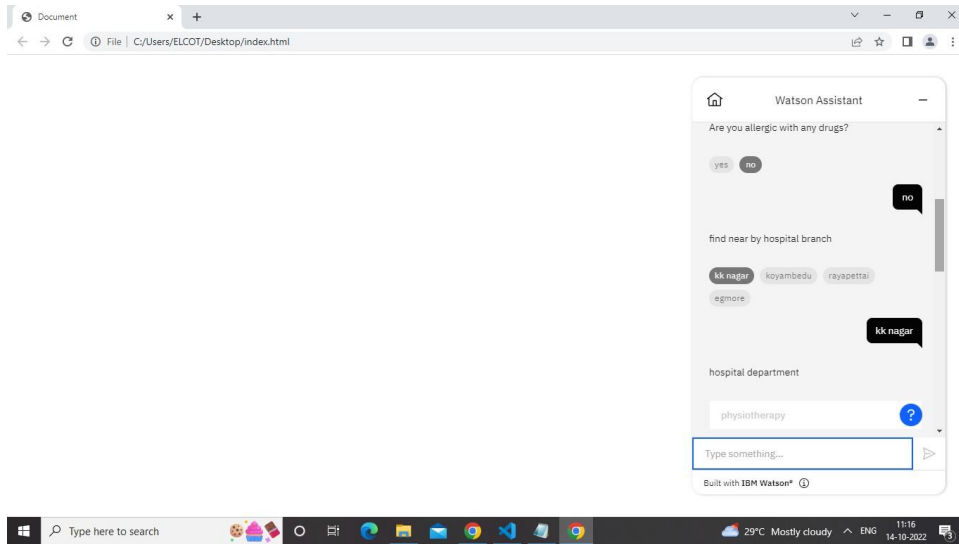 Document
File | C:/Users/ELCOT/Desktop/index.html
Watson Assistant
Are you allergic with any drugs?
yes no
no
find near by hospital branch
kk nagar koyambedu rayapettai
egmore
kk nagar
hospital department
physiotherapy ?
Type something...
Built with IBM Watson®
Type here to search 29°C Mostly cloudy ENG 11:16
14-10-2022 3